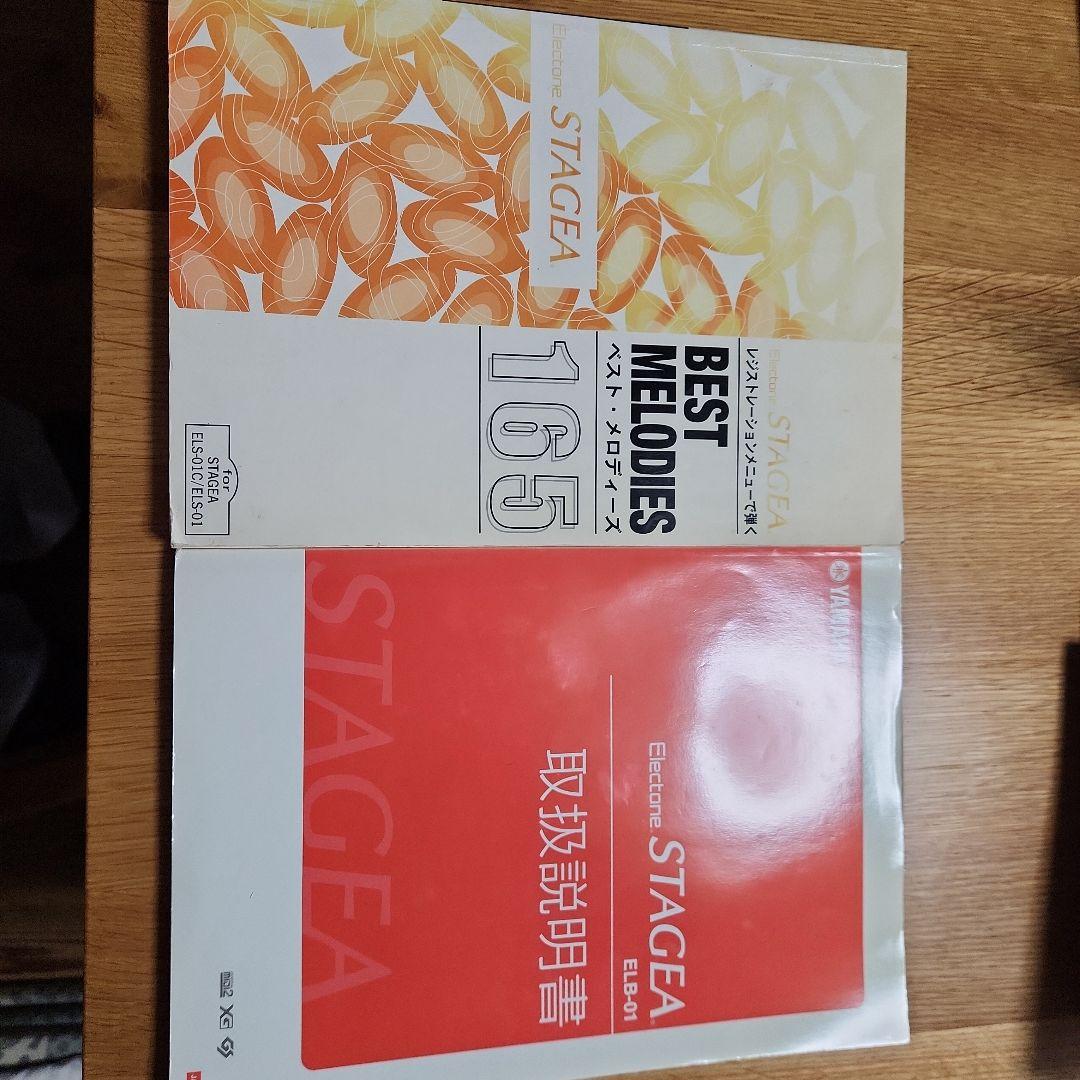 Electone STAGEA
Electone STAGEA
レジストレーションメニューで弾く
BEST
MELODIES
ベスト・メロディーズ
165
for
STAGEA
ELS-01C/ELS-01
YAMAHA
Electone STAGEA
ELB-01
取扱説明書
STAGEA
XG